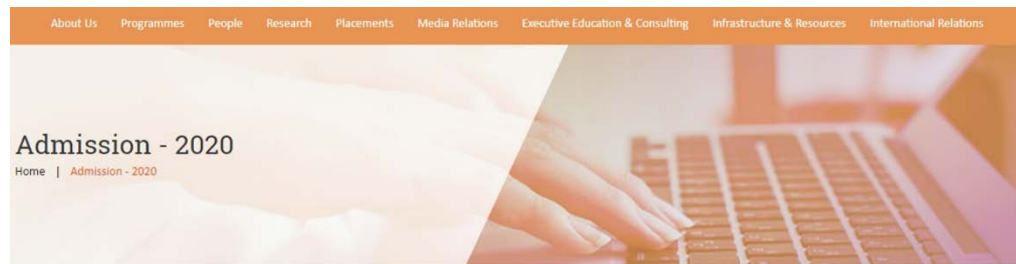 About Us Programmes People Research Placements Media Relations Executive Education & Consulting Infrastructure & Resources International Relations
Admission - 2020
Home | Admission - 2020